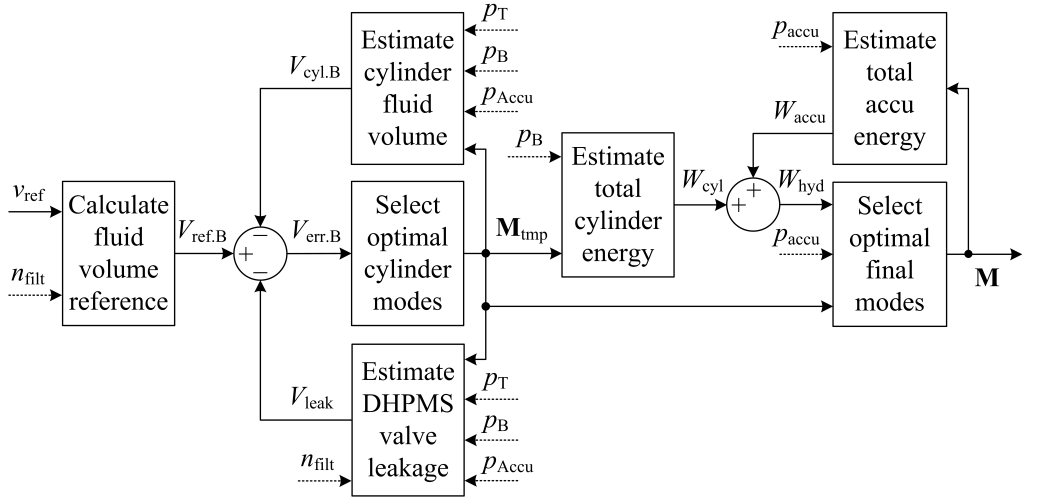 p_T
p_B
p_Accu
Estimate
cylinder
fluid
volume
V_cyl.B
p_accu
Estimate
total
accu
energy
W_accu
v_ref
n_filt
Calculate
fluid
volume
reference
V_ref.B
−
+
−
V_err.B
Select
optimal
cylinder
modes
M_tmp
p_B
Estimate
total
cylinder
energy
W_cyl
+
+
W_hyd
p_accu
Select
optimal
final
modes
M
Estimate
DHPMS
valve
leakage
V_leak
n_filt
p_T
p_B
p_Accu